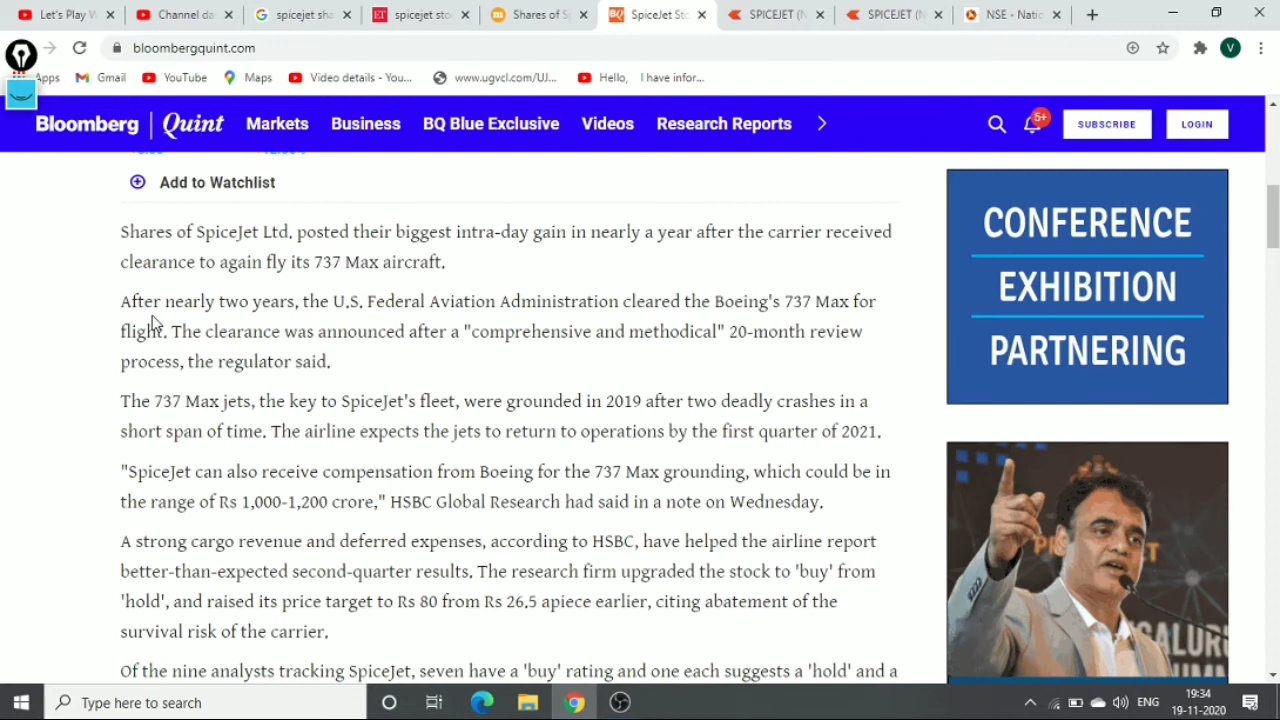 Let's Play W
Channel da
spicejet sha
spicejet stoc
Shares of S
SpiceJet Sto
SPICEJET (N
SPICEJET (N
NSE - Natio
bloombergquint.com
V
Apps
Gmail
YouTube
Maps
Video details - You...
www.ugvcl.com/UJ...
Hello, I have infor...
Bloomberg | Quint
Markets
Business
BQ Blue Exclusive
Videos
Research Reports
5+
SUBSCRIBE
LOGIN
Add to Watchlist
Shares of SpiceJet Ltd. posted their biggest intra-day gain in nearly a year after the carrier received
clearance to again fly its 737 Max aircraft.
After nearly two years, the U.S. Federal Aviation Administration cleared the Boeing's 737 Max for
flight. The clearance was announced after a "comprehensive and methodical" 20-month review
process, the regulator said.
The 737 Max jets, the key to SpiceJet's fleet, were grounded in 2019 after two deadly crashes in a
short span of time. The airline expects the jets to return to operations by the first quarter of 2021.
"SpiceJet can also receive compensation from Boeing for the 737 Max grounding, which could be in
the range of Rs 1,000-1,200 crore," HSBC Global Research had said in a note on Wednesday.
A strong cargo revenue and deferred expenses, according to HSBC, have helped the airline report
better-than-expected second-quarter results. The research firm upgraded the stock to 'buy' from
'hold', and raised its price target to Rs 80 from Rs 26.5 apiece earlier, citing abatement of the
survival risk of the carrier.
Of the nine analysts tracking SpiceJet, seven have a 'buy' rating and one each suggests a 'hold' and a
CONFERENCE
EXHIBITION
PARTNERING
Type here to search
ENG
19:34
19-11-2020